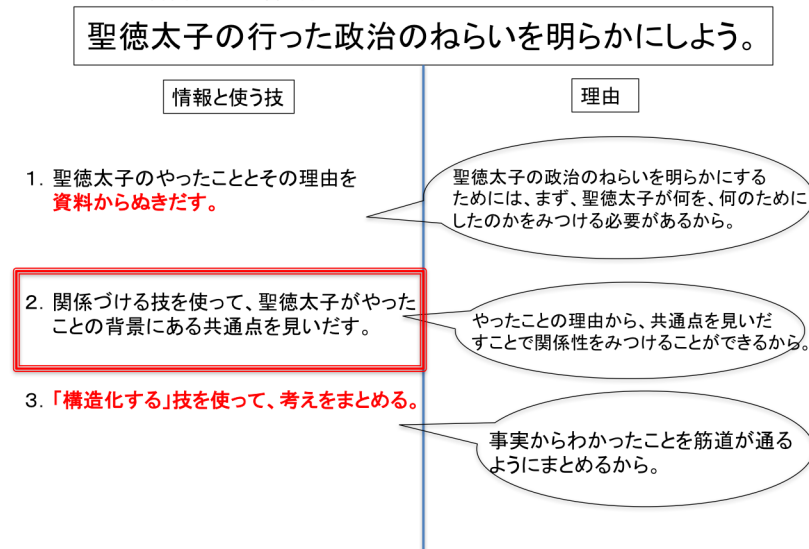 聖徳太子の行った政治のねらいを明らかにしよう。
情報と使う技
理由
1. 聖徳太子のやったこととその理由を
資料からぬきだす。
聖徳太子の政治のねらいを明らかにする
ためには、まず、聖徳太子が何を、何のために
したのかをみつける必要があるから。
2. 関係づける技を使って、聖徳太子がやった
ことの背景にある共通点を見いだす。
やったことの理由から、共通点を見いだ
すことで関係性をみつけることができるから。
3. 「構造化する」技を使って、考えをまとめる。
事実からわかったことを筋道が通る
ようにまとめるから。